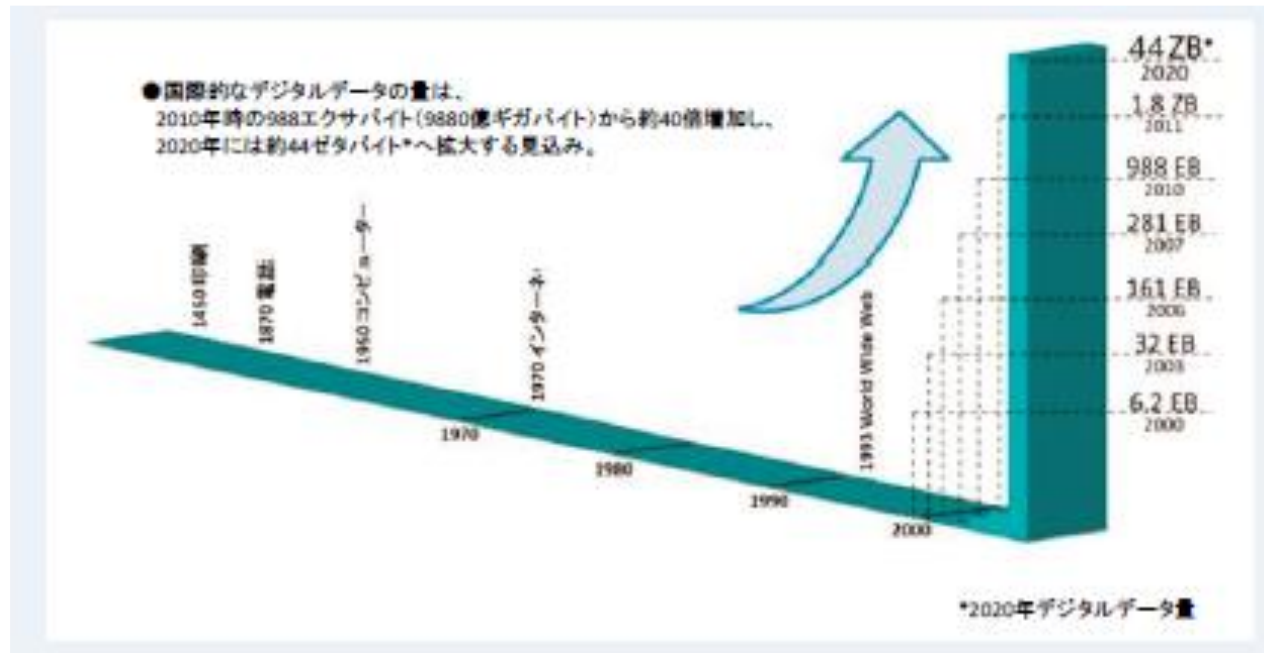 ●国際的なデジタルデータの量は、
2010年時の988エクサバイト(9880億ギガバイト)から約40倍増加し、
2020年には約44ゼタバイト*へ拡大する見込み。
44 ZB*
2020
1.8 ZB
2011
988 EB
2010
281 EB
2007
161 EB
2006
32 EB
2003
6.2 EB
2000
1450 印刷
1870 電話
1950 コンピューター
1970 インターネ
1993 World Wide Web
1970
1980
1990
2000
*2020年デジタルデータ量